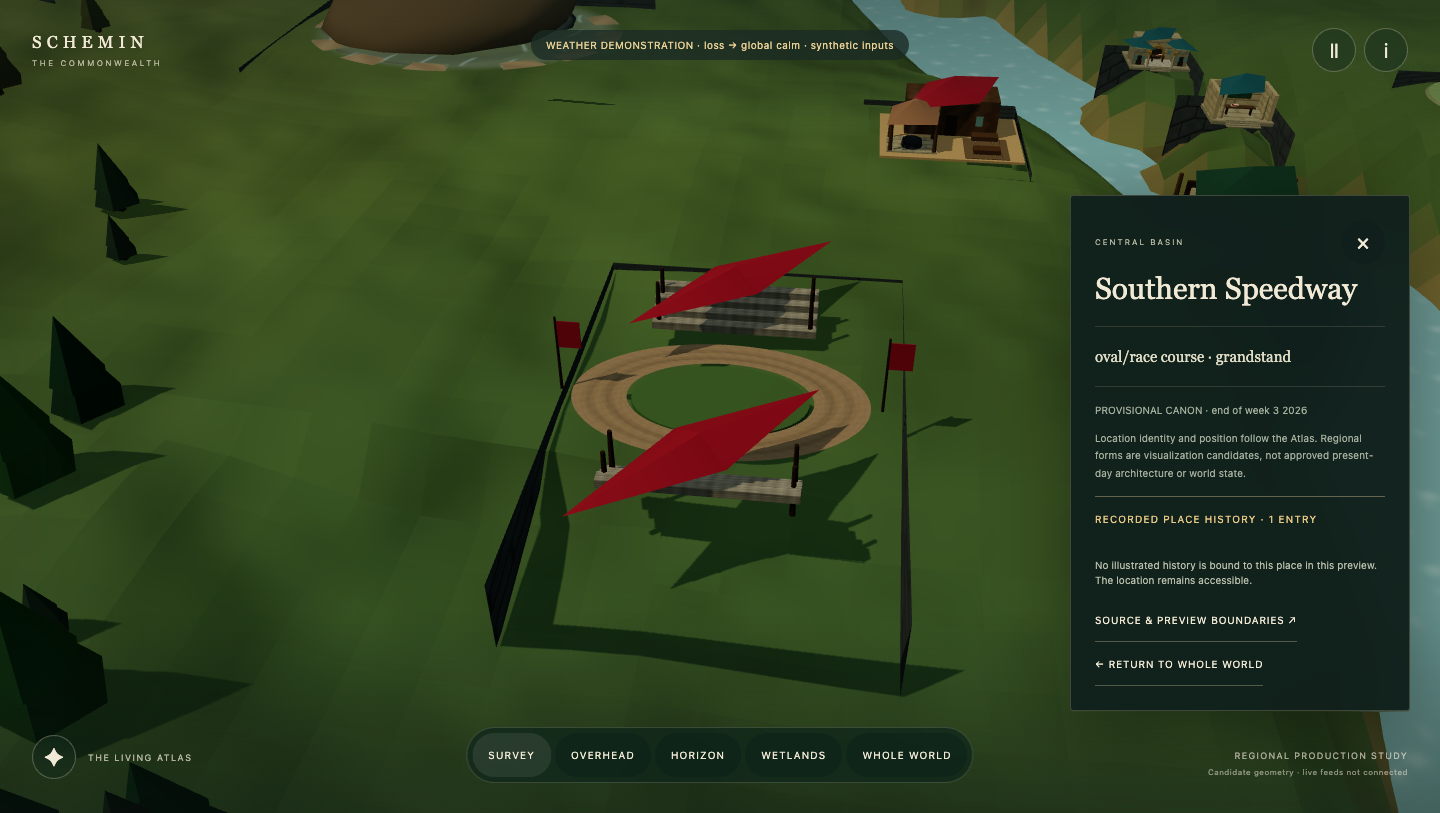 SCHEMIN
THE COMMONWEALTH
WEATHER DEMONSTRATION · loss → global calm · synthetic inputs
CENTRAL BASIN
Southern Speedway
oval/race course · grandstand
PROVISIONAL CANON · end of week 3 2026
Location identity and position follow the Atlas. Regional
forms are visualization candidates, not approved present-
day architecture or world state.
RECORDED PLACE HISTORY · 1 ENTRY
No illustrated history is bound to this place in this preview.
The location remains accessible.
SOURCE & PREVIEW BOUNDARIES ↗
← RETURN TO WHOLE WORLD
THE LIVING ATLAS
SURVEY
OVERHEAD
HORIZON
WETLANDS
WHOLE WORLD
REGIONAL PRODUCTION STUDY
Candidate geometry · live feeds not connected